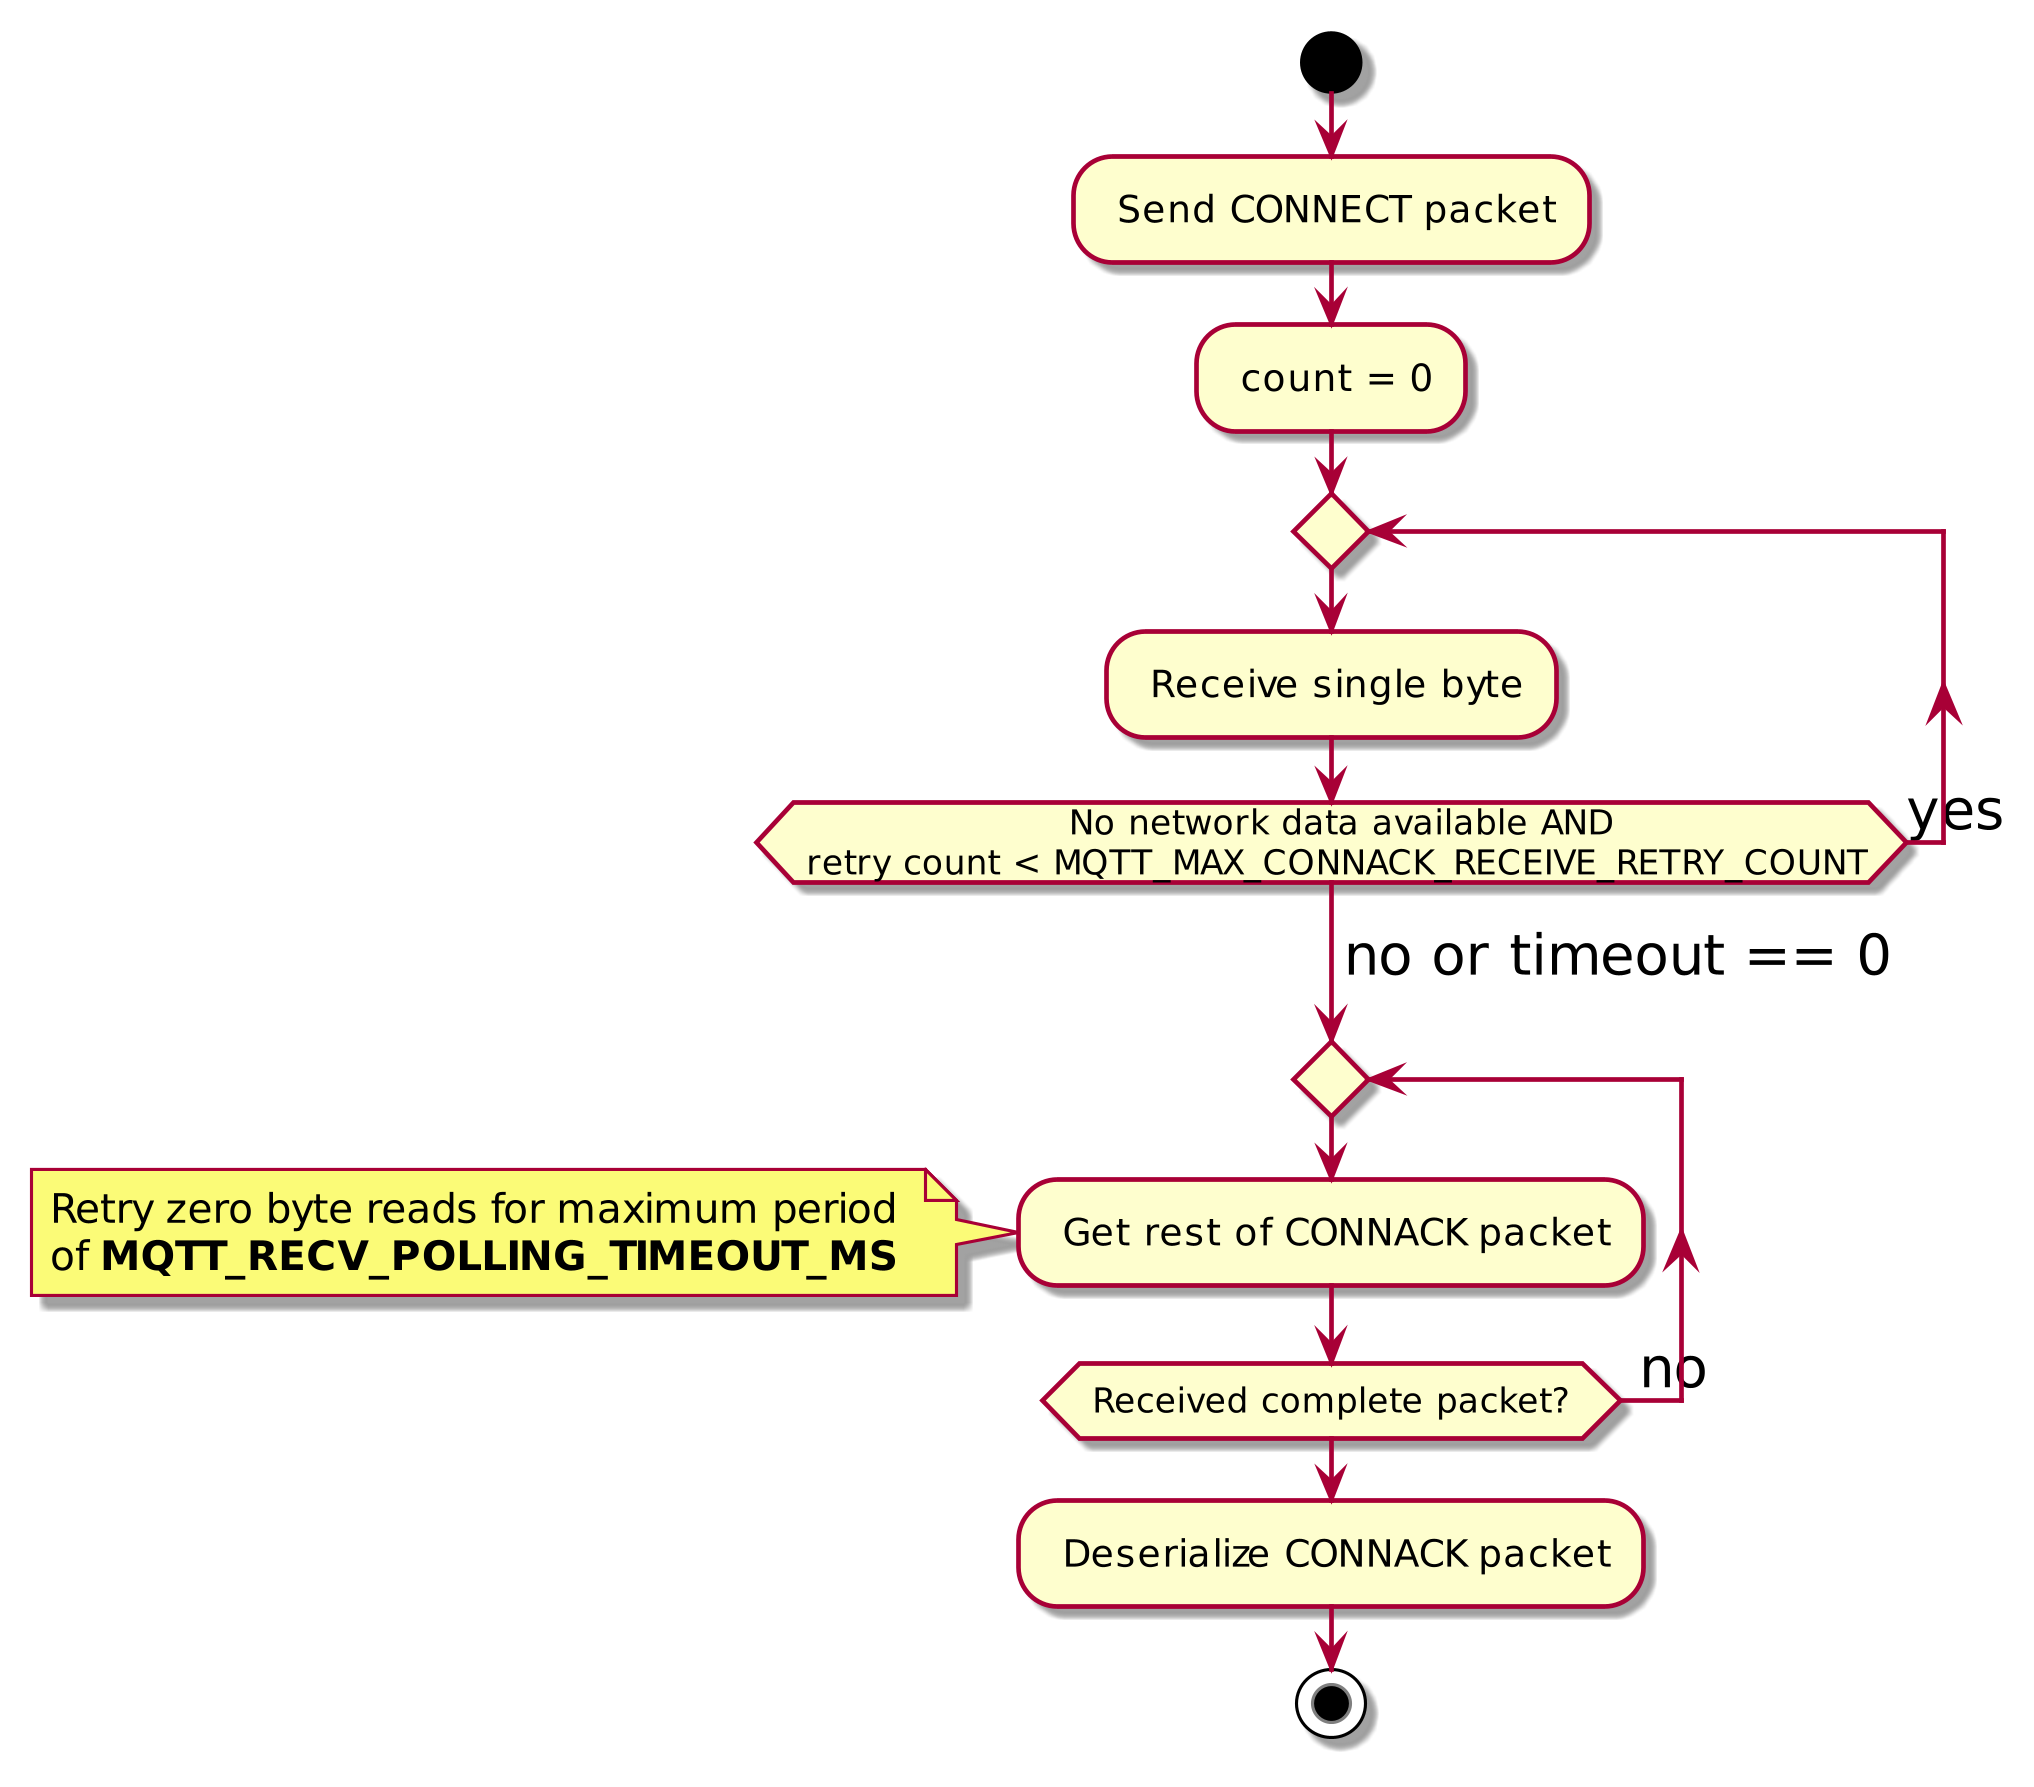 Send CONNECT packet
count = 0
Receive single byte
No network data available AND
retry count < MQTT_MAX_CONNACK_RECEIVE_RETRY_COUNT
yes
no or timeout == 0
Retry zero byte reads for maximum period
of MQTT_RECV_POLLING_TIMEOUT_MS
Get rest of CONNACK packet
Received complete packet?
no
Deserialize CONNACK packet